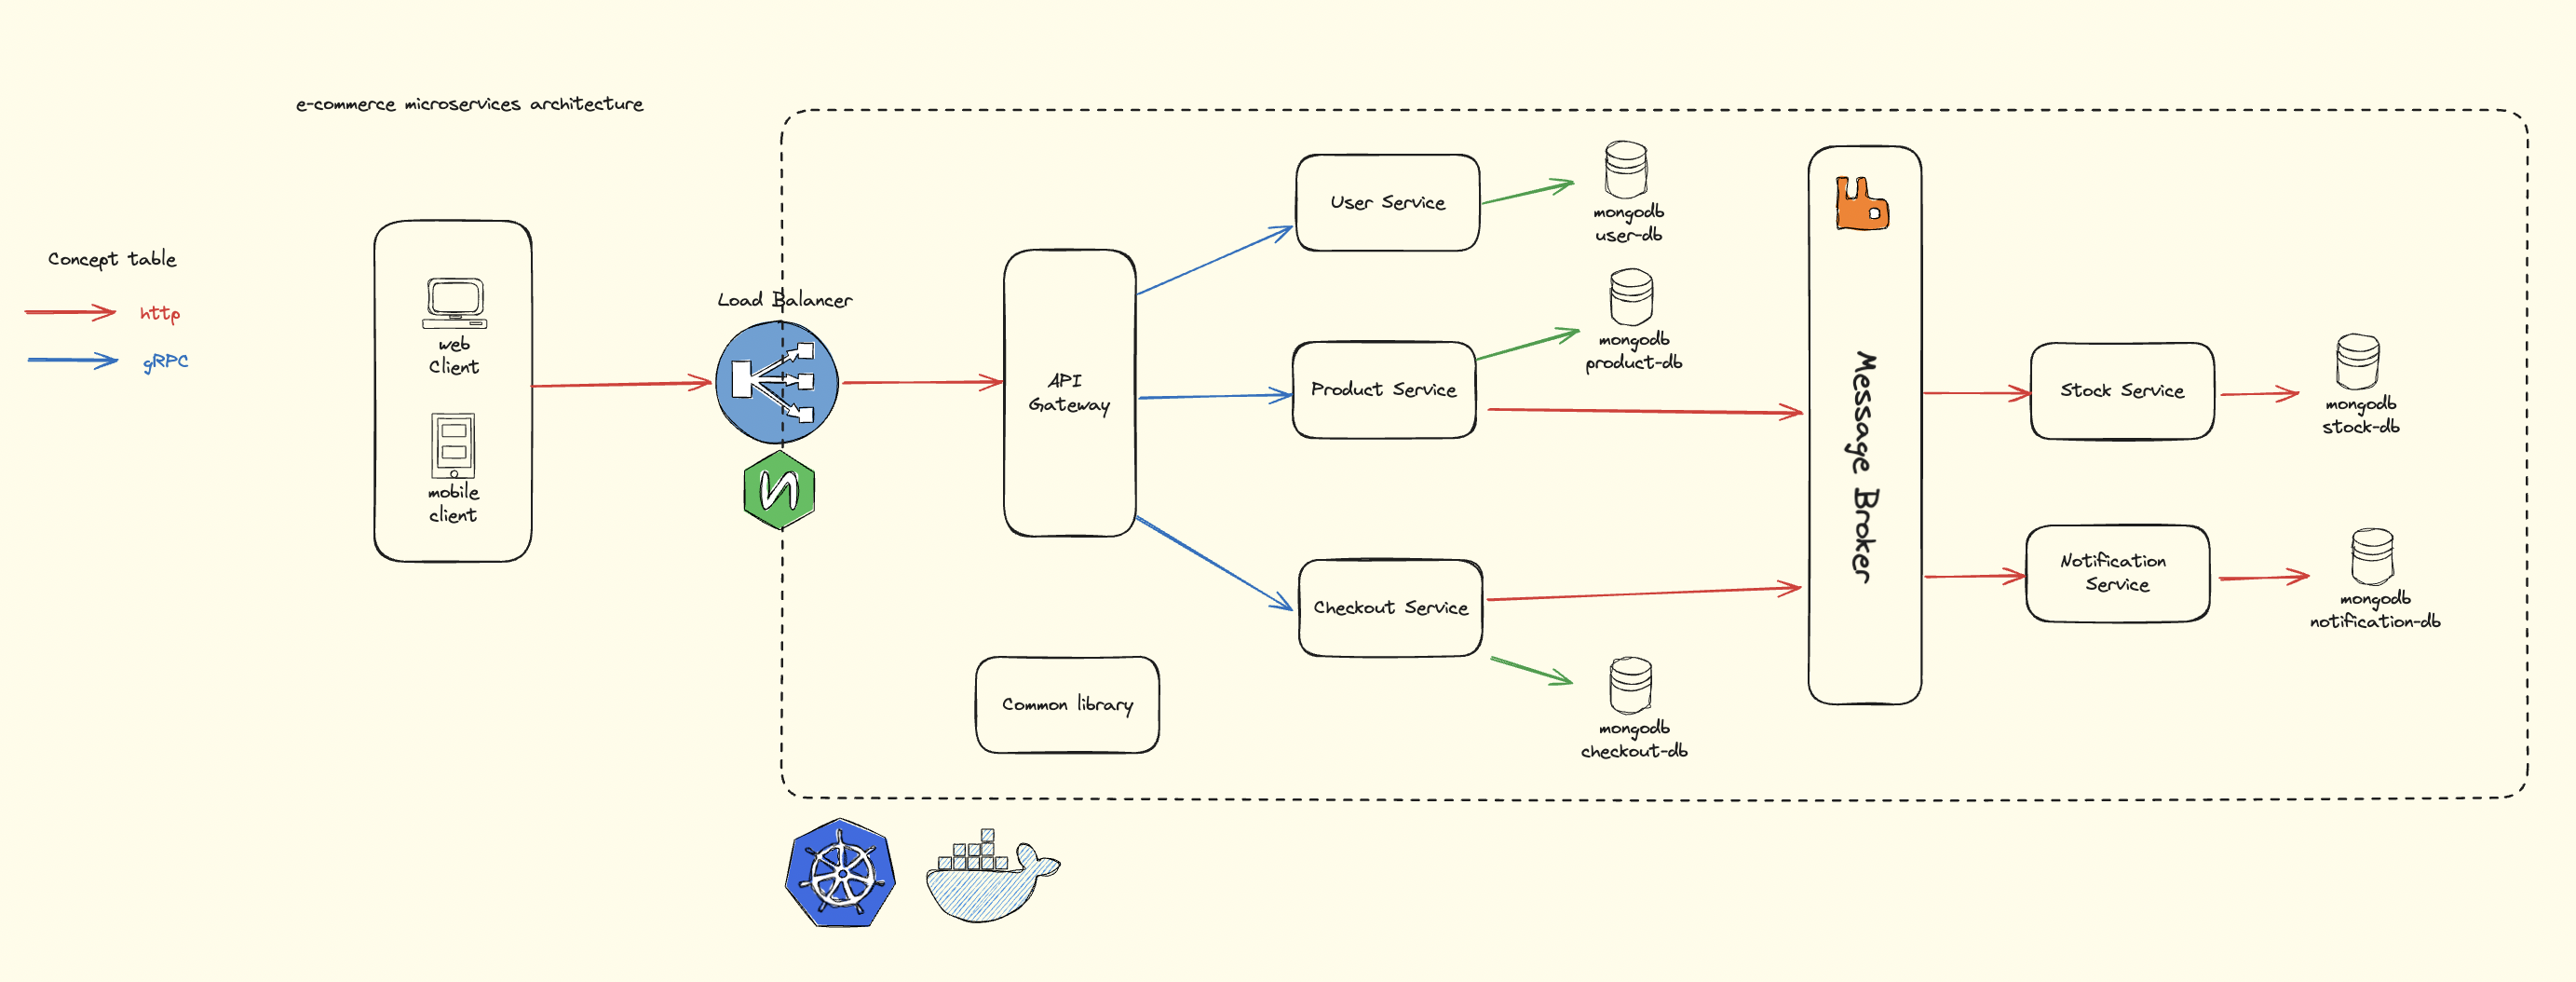 e-commerce microservices architecture
Concept table
http
gRPC
web
Client
mobile
client
Load Balancer
API
Gateway
Common library
User Service
Product Service
Checkout Service
mongodb
user-db
mongodb
product-db
mongodb
checkout-db
Message Broker
Stock Service
Notification
Service
mongodb
stock-db
mongodb
notification-db